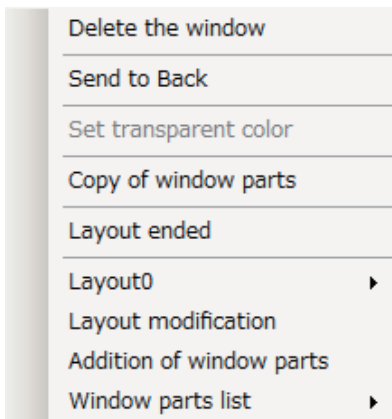 Delete the window
Send to Back
Set transparent color
Copy of window parts
Layout ended
Layout0
Layout modification
Addition of window parts
Window parts list